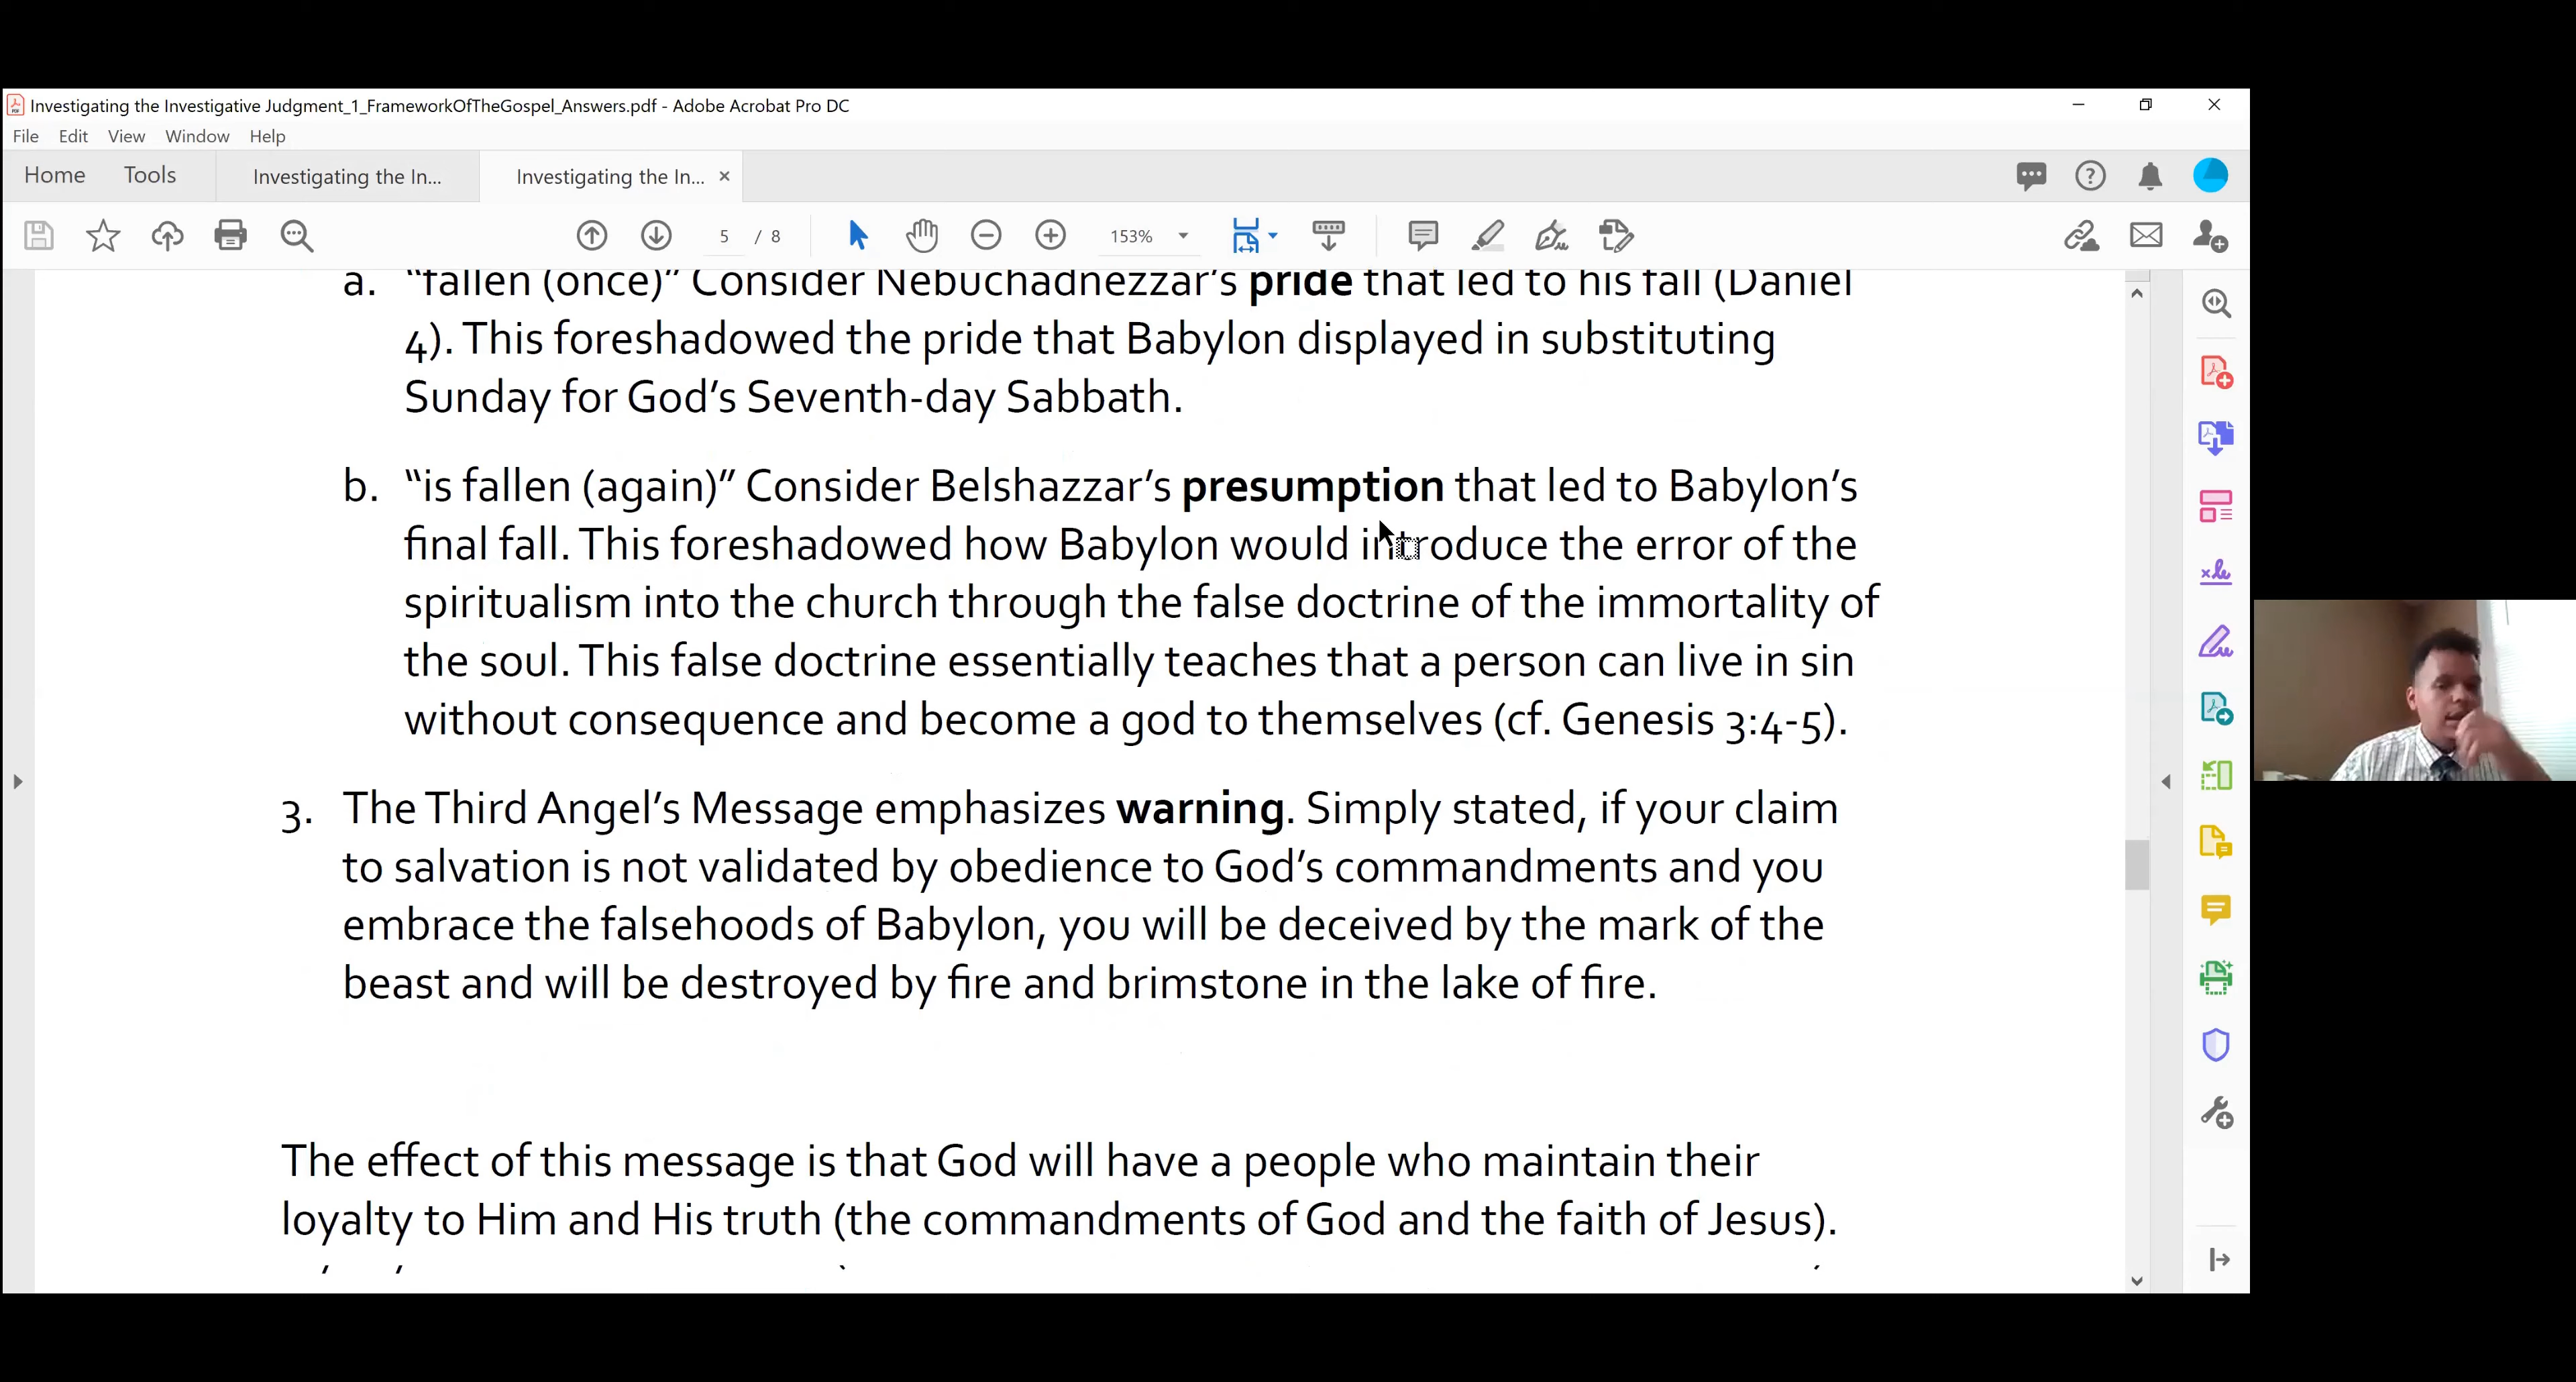 Investigating the Investigative Judgment_1_FrameworkOfTheGospel_Answers.pdf - Adobe Acrobat Pro DC
File Edit View Window Help
Home Tools Investigating the In... Investigating the In... ×
5 / 8 153%
a. “fallen (once)” Consider Nebuchadnezzar’s pride that led to his fall (Daniel
4). This foreshadowed the pride that Babylon displayed in substituting
Sunday for God’s Seventh-day Sabbath.
b. “is fallen (again)” Consider Belshazzar’s presumption that led to Babylon’s
final fall. This foreshadowed how Babylon would introduce the error of the
spiritualism into the church through the false doctrine of the immortality of
the soul. This false doctrine essentially teaches that a person can live in sin
without consequence and become a god to themselves (cf. Genesis 3:4-5).
3. The Third Angel’s Message emphasizes warning. Simply stated, if your claim
to salvation is not validated by obedience to God’s commandments and you
embrace the falsehoods of Babylon, you will be deceived by the mark of the
beast and will be destroyed by fire and brimstone in the lake of fire.
The effect of this message is that God will have a people who maintain their
loyalty to Him and His truth (the commandments of God and the faith of Jesus).